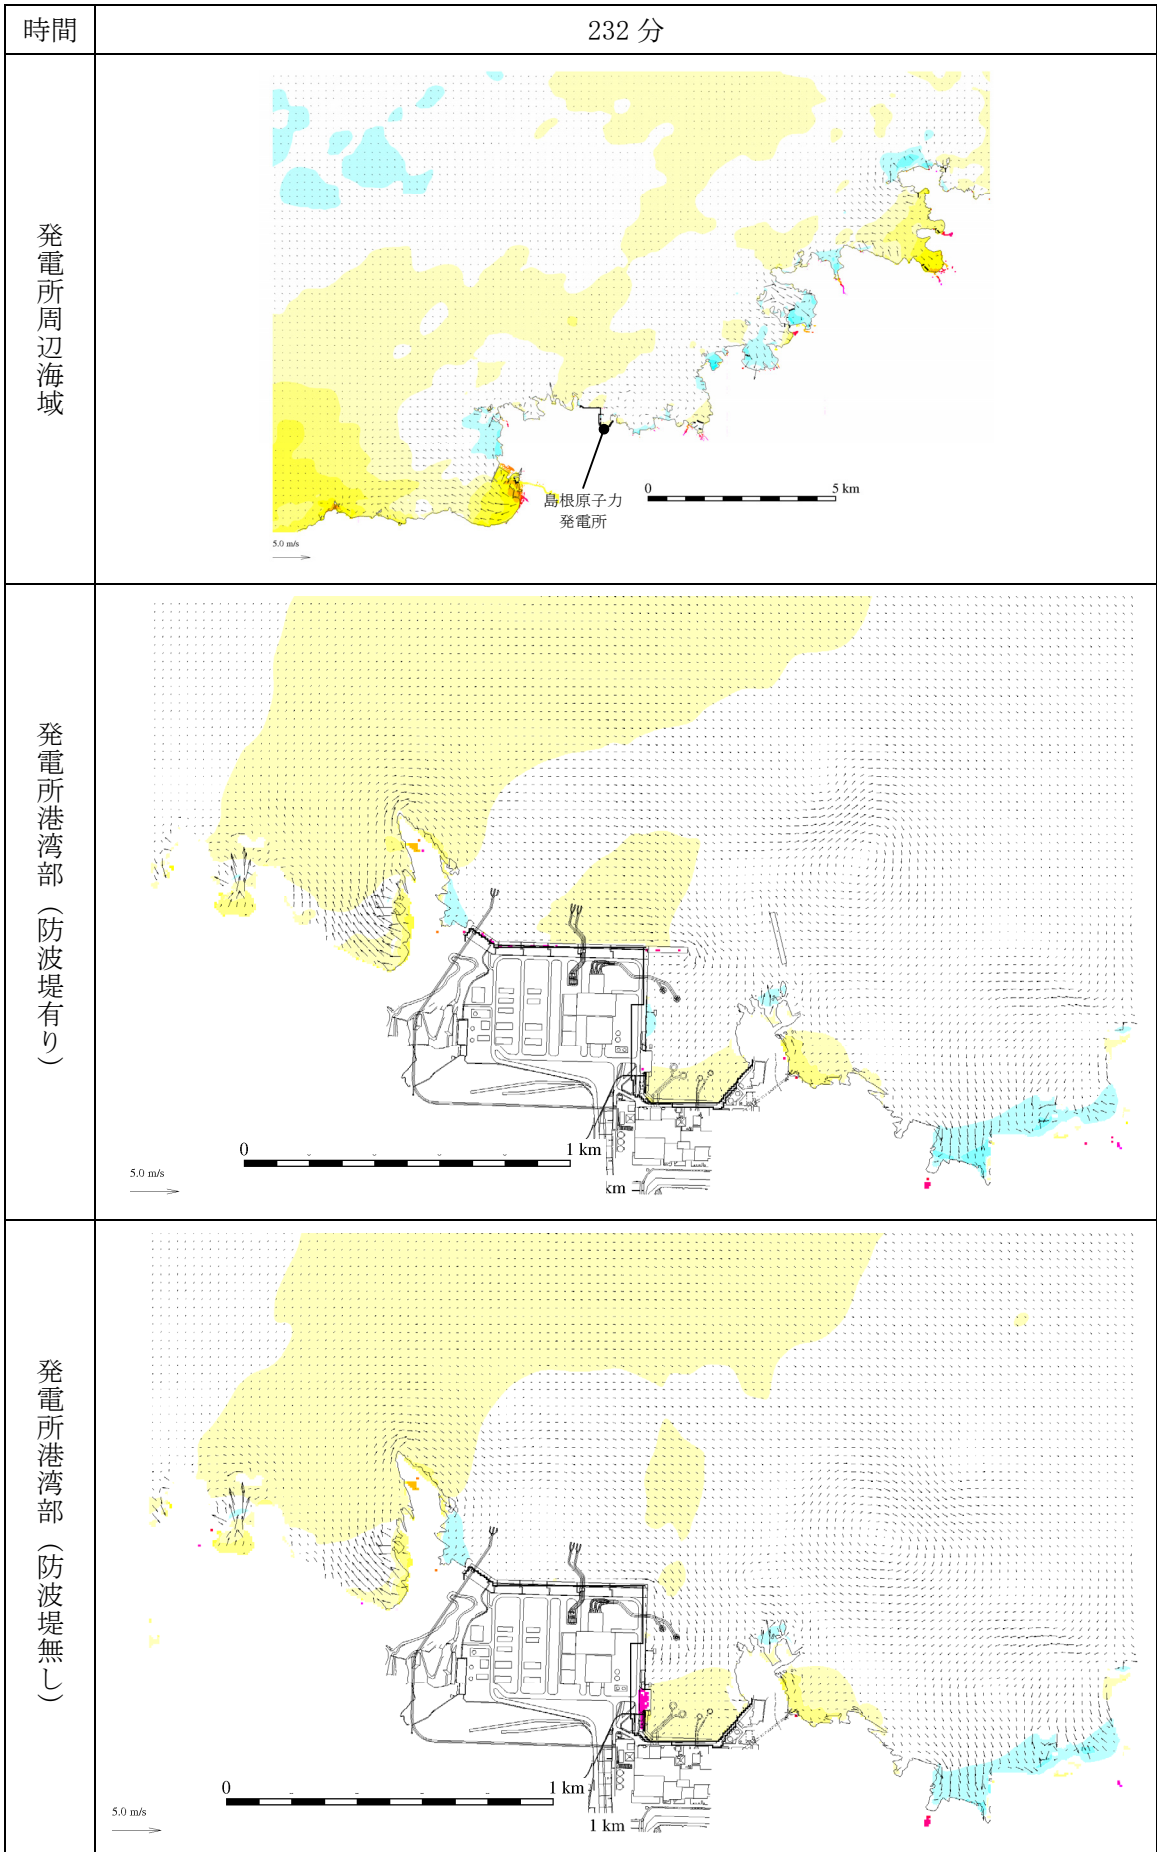 時間
232 分
発電所周辺海域
島根原子力
発電所
0
5 km
5.0 m/s
発電所港湾部（防波堤有り）
0
1 km
5.0 m/s
km
発電所港湾部（防波堤無し）
0
1 km
5.0 m/s
1 km